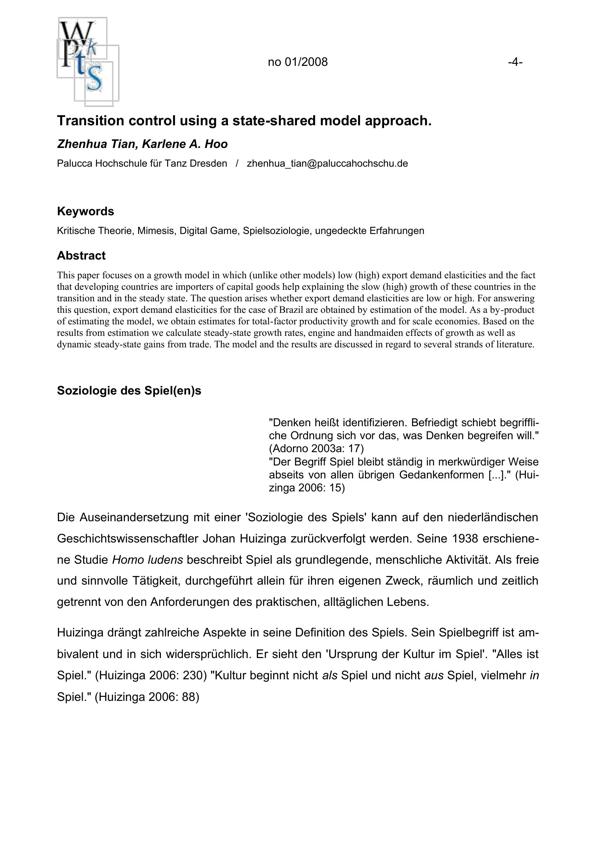 W
P k
t s
S
no 01/2008 -4-
Transition control using a state-shared model approach.
Zhenhua Tian, Karlene A. Hoo
Palucca Hochschule für Tanz Dresden / zhenhua_tian@paluccahochschu.de
Keywords
Kritische Theorie, Mimesis, Digital Game, Spielsoziologie, ungedeckte Erfahrungen
Abstract
This paper focuses on a growth model in which (unlike other models) low (high) export demand elasticities and the fact
that developing countries are importers of capital goods help explaining the slow (high) growth of these countries in the
transition and in the steady state. The question arises whether export demand elasticities are low or high. For answering
this question, export demand elasticities for the case of Brazil are obtained by estimation of the model. As a by-product
of estimating the model, we obtain estimates for total-factor productivity growth and for scale economies. Based on the
results from estimation we calculate steady-state growth rates, engine and handmaiden effects of growth as well as
dynamic steady-state gains from trade. The model and the results are discussed in regard to several strands of literature.
Soziologie des Spiel(en)s
"Denken heißt identifizieren. Befriedigt schiebt begriffli-
che Ordnung sich vor das, was Denken begreifen will."
(Adorno 2003a: 17)
"Der Begriff Spiel bleibt ständig in merkwürdiger Weise
abseits von allen übrigen Gedankenformen [...]." (Hui-
zinga 2006: 15)
Die Auseinandersetzung mit einer 'Soziologie des Spiels' kann auf den niederländischen
Geschichtswissenschaftler Johan Huizinga zurückverfolgt werden. Seine 1938 erschiene-
ne Studie Homo ludens beschreibt Spiel als grundlegende, menschliche Aktivität. Als freie
und sinnvolle Tätigkeit, durchgeführt allein für ihren eigenen Zweck, räumlich und zeitlich
getrennt von den Anforderungen des praktischen, alltäglichen Lebens.
Huizinga drängt zahlreiche Aspekte in seine Definition des Spiels. Sein Spielbegriff ist am-
bivalent und in sich widersprüchlich. Er sieht den 'Ursprung der Kultur im Spiel'. "Alles ist
Spiel." (Huizinga 2006: 230) "Kultur beginnt nicht als Spiel und nicht aus Spiel, vielmehr in
Spiel." (Huizinga 2006: 88)